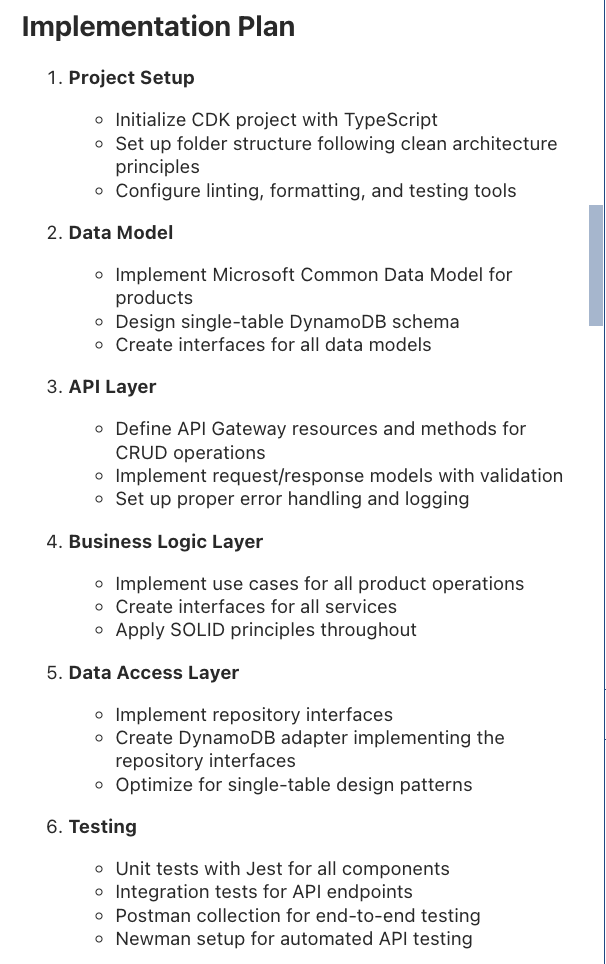 Implementation Plan
1. Project Setup
Initialize CDK project with TypeScript
Set up folder structure following clean architecture
principles
Configure linting, formatting, and testing tools
2. Data Model
Implement Microsoft Common Data Model for
products
Design single-table DynamoDB schema
Create interfaces for all data models
3. API Layer
Define API Gateway resources and methods for
CRUD operations
Implement request/response models with validation
Set up proper error handling and logging
4. Business Logic Layer
Implement use cases for all product operations
Create interfaces for all services
Apply SOLID principles throughout
5. Data Access Layer
Implement repository interfaces
Create DynamoDB adapter implementing the
repository interfaces
Optimize for single-table design patterns
6. Testing
Unit tests with Jest for all components
Integration tests for API endpoints
Postman collection for end-to-end testing
Newman setup for automated API testing